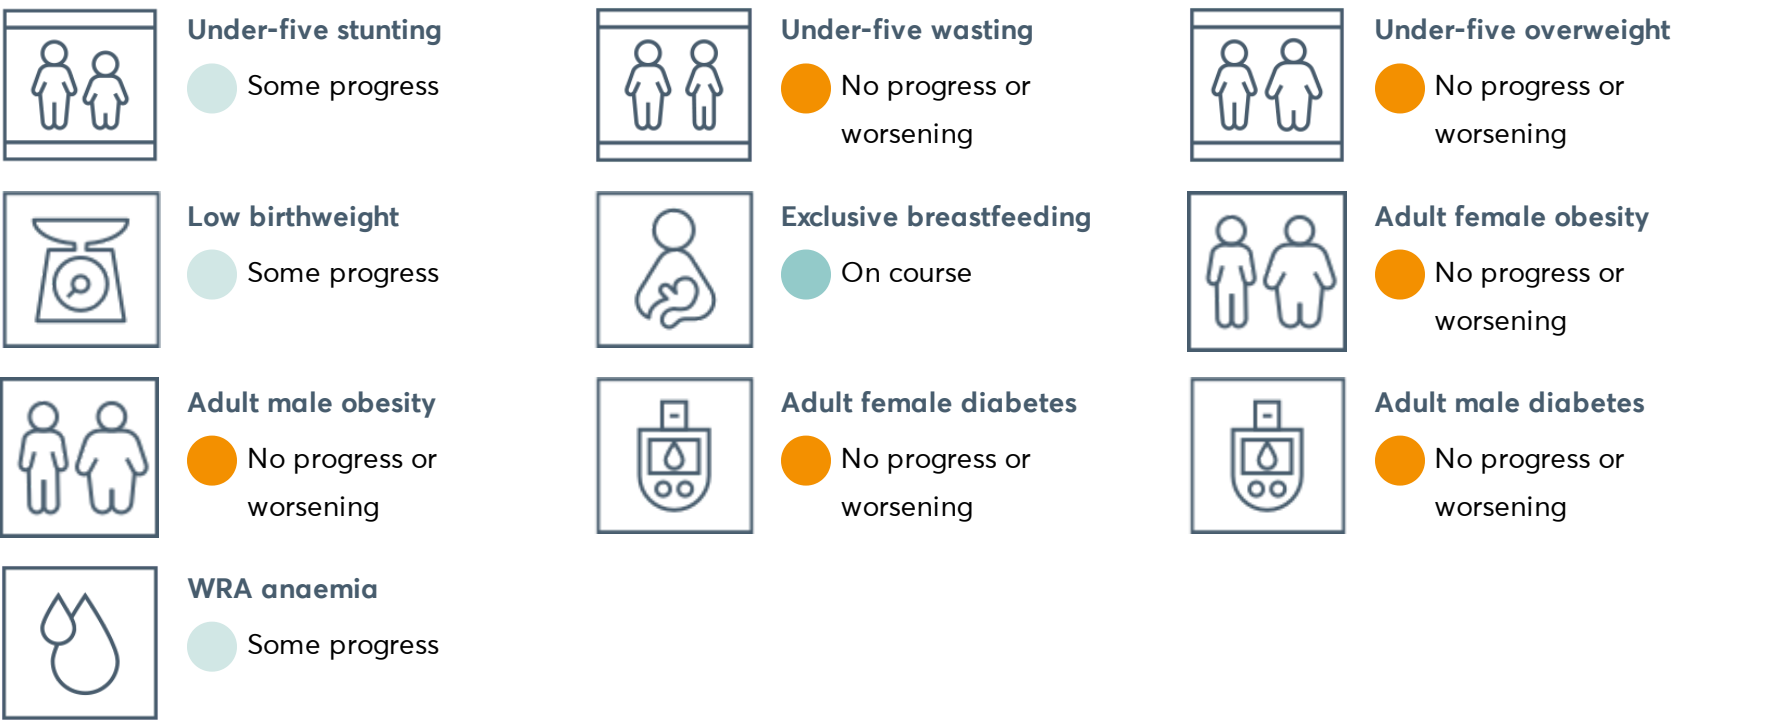 Under-five stunting
Some progress
Under-five wasting
No progress or
worsening
Under-five overweight
No progress or
worsening
Low birthweight
Some progress
Exclusive breastfeeding
On course
Adult female obesity
No progress or
worsening
Adult male obesity
No progress or
worsening
Adult female diabetes
No progress or
worsening
Adult male diabetes
No progress or
worsening
WRA anaemia
Some progress